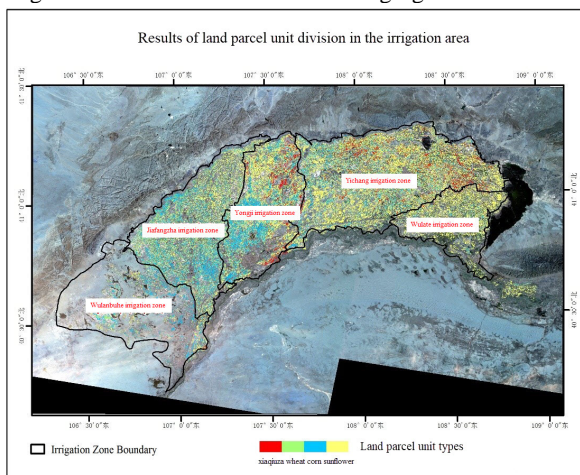 Results of land parcel unit division in the irrigation area
106° 30′0″东 107° 0′0″东 107° 30′0″东 108° 0′0″东 108° 30′0″东 109° 0′0″东
Yichang irrigation zone
Yongji irrigation zone
Wulate irrigation zone
Jiafangzha irrigation zone
Wulanbuhe irrigation zone
106° 30′0″东 107° 0′0″东 107° 30′0″东 108° 0′0″东 108° 30′0″东 109° 0′0″东
Irrigation Zone Boundary
Land parcel unit types
xiaqiuza wheat corn sunflower